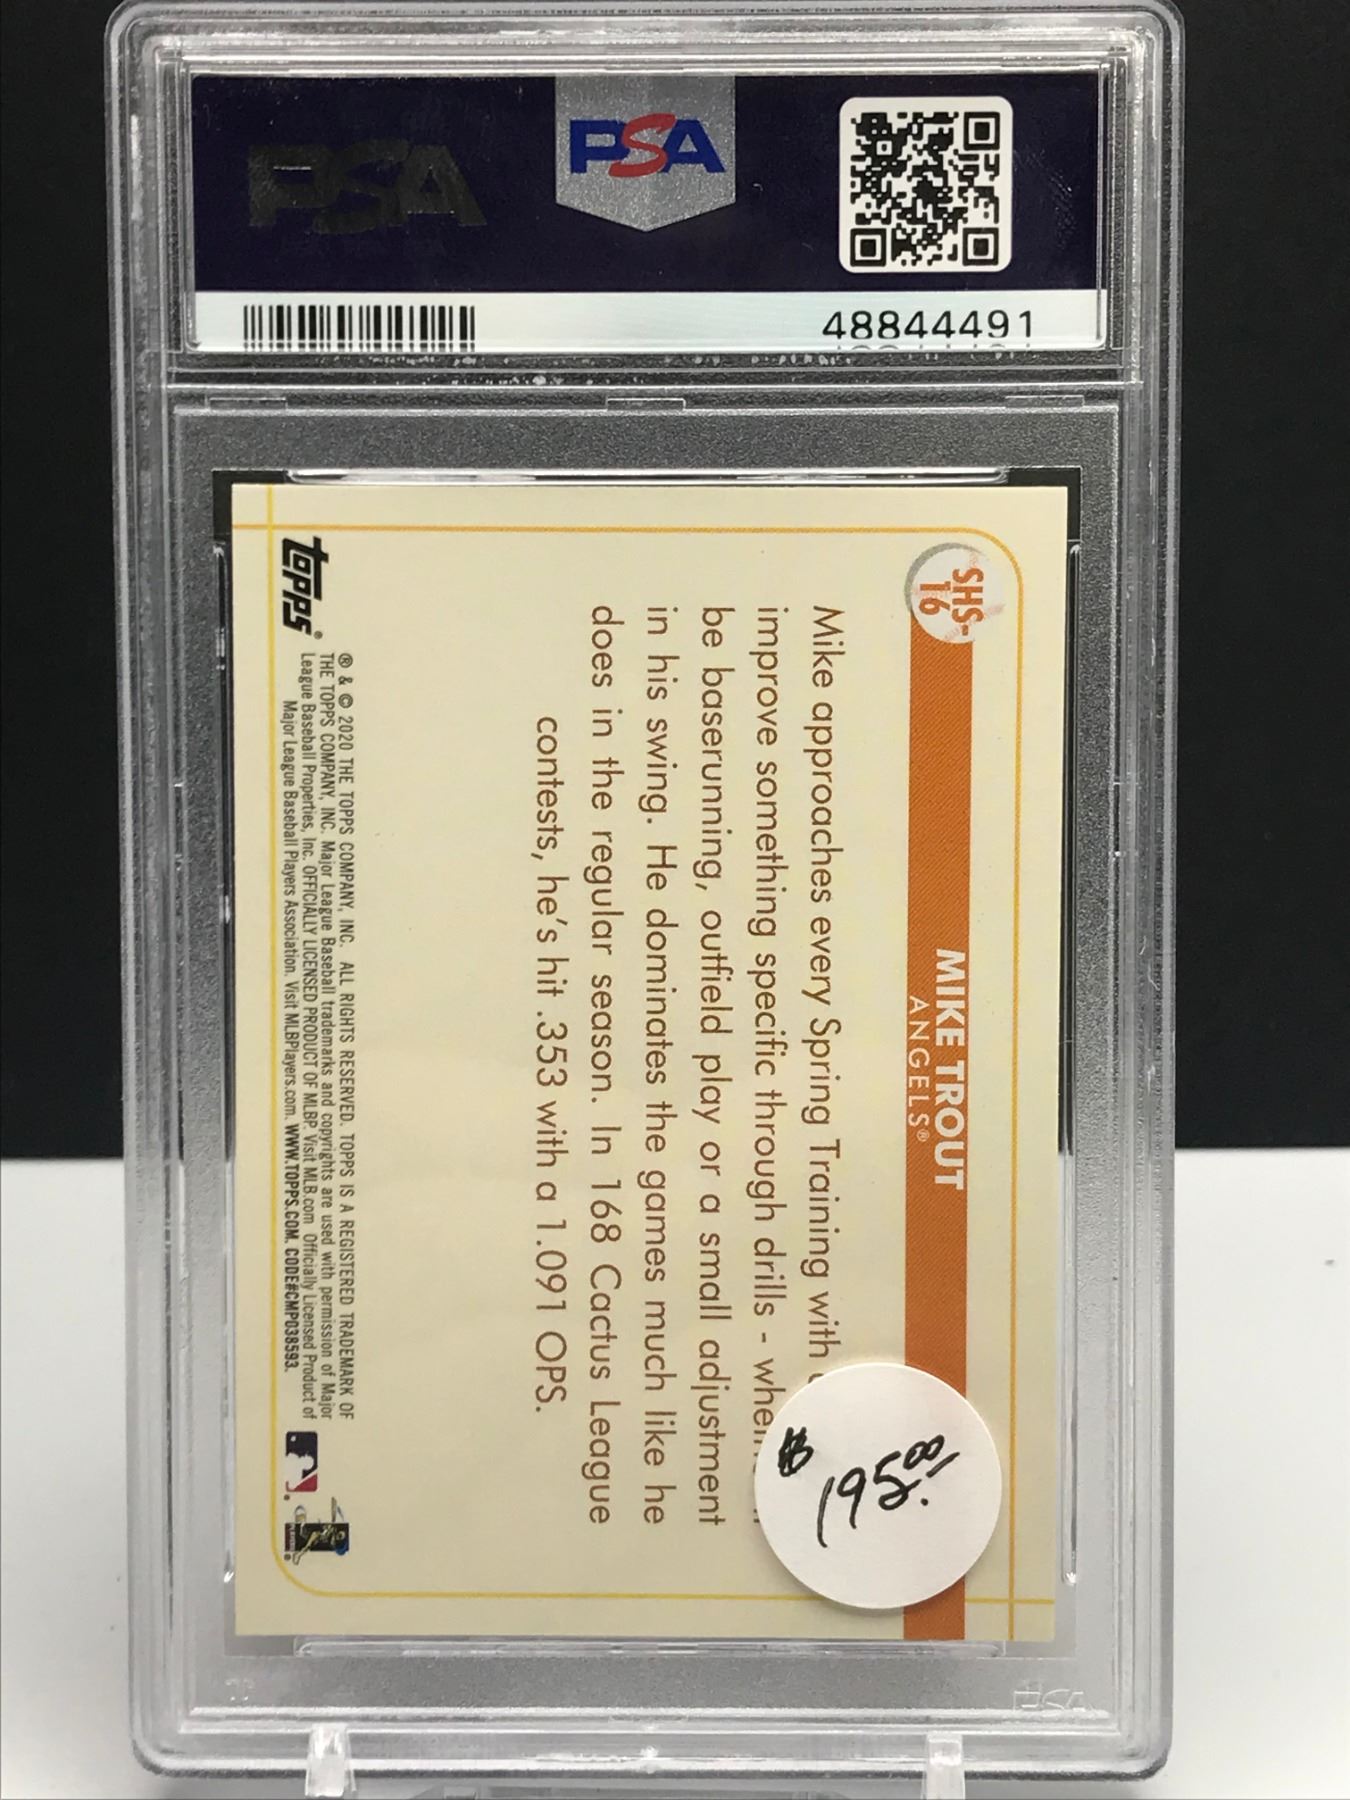 PSA
PSA
48844491
SHS-
16
MIKE TROUT
ANGELS®
Mike approaches every Spring Training with
improve something specific through drills -
be baserunning, outfield play or a small adjustment
in his swing. He dominates the games much like he
does in the regular season. In 168 Cactus League
contests, he's hit .353 with a 1.091 OPS.
$195.00
topps®
® & © 2020 THE TOPPS COMPANY, INC. ALL RIGHTS RESERVED. TOPPS IS A REGISTERED TRADEMARK OF
THE TOPPS COMPANY, INC. Major League Baseball trademarks and copyrights are used with permission of Major
League Baseball Properties, Inc. OFFICIALLY LICENSED PRODUCT OF MLBP. Visit MLB.com Officially Licensed Product of
Major League Baseball Players Association. Visit MLBPlayers.com. WWW.TOPPS.COM. CODE#CMP038593.
PSA